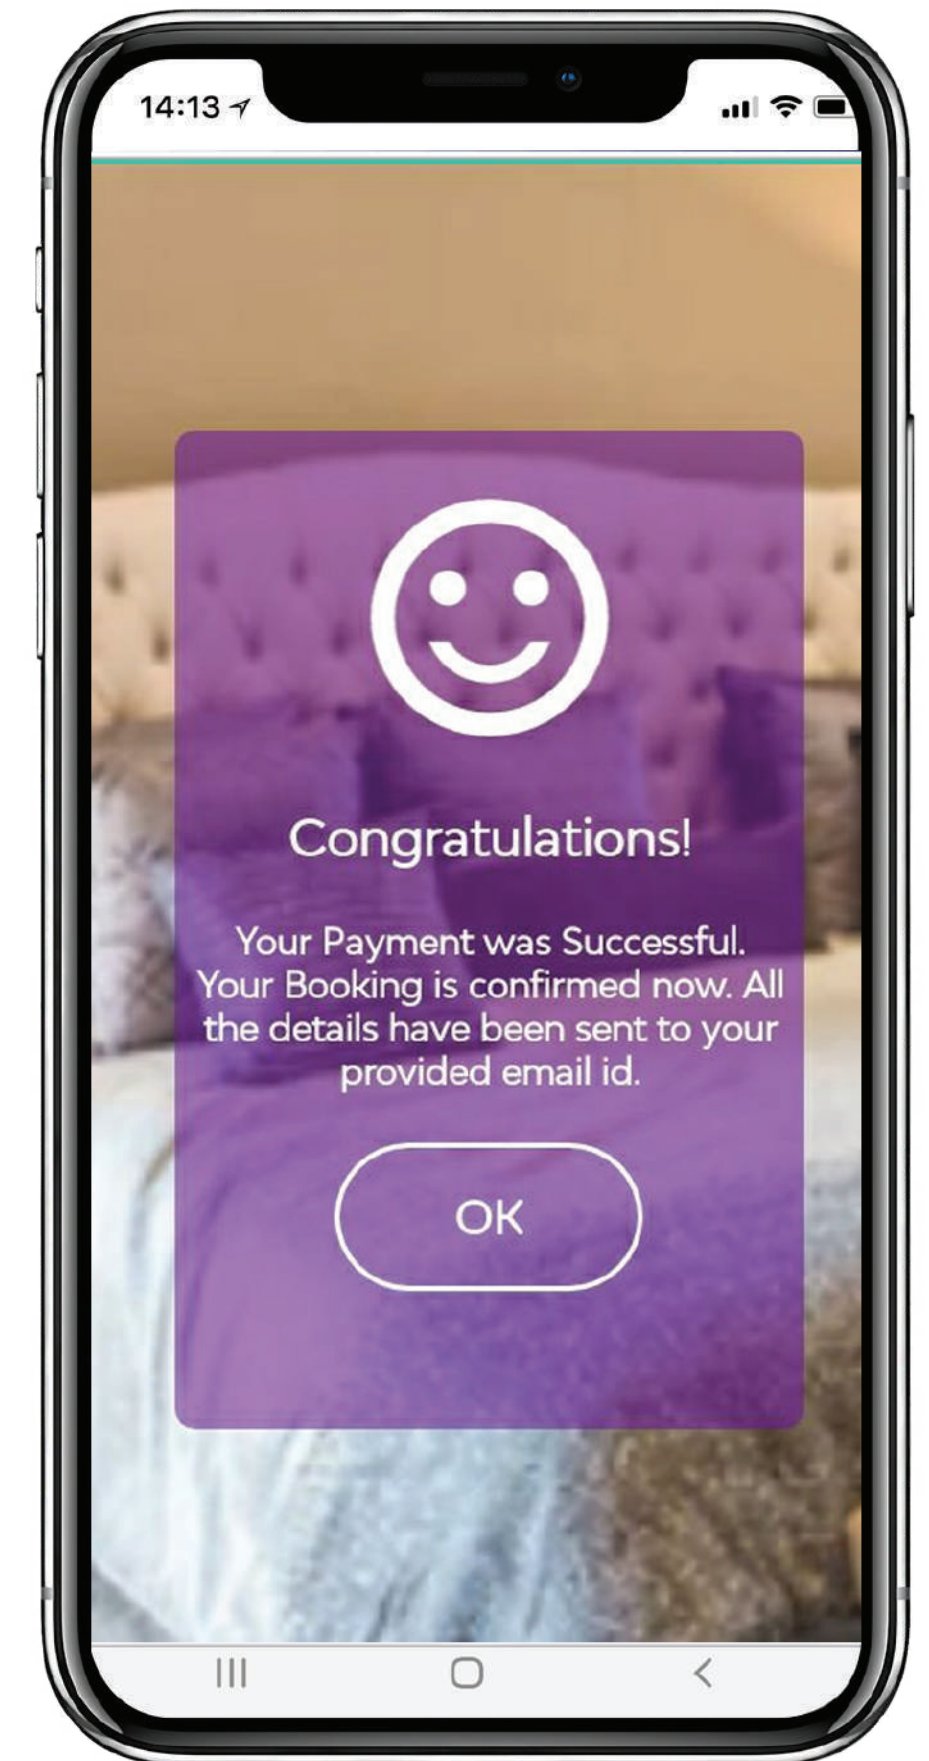 14:13
Congratulations!
Your Payment was Successful.
Your Booking is confirmed now. All
the details have been sent to your
provided email id.
OK